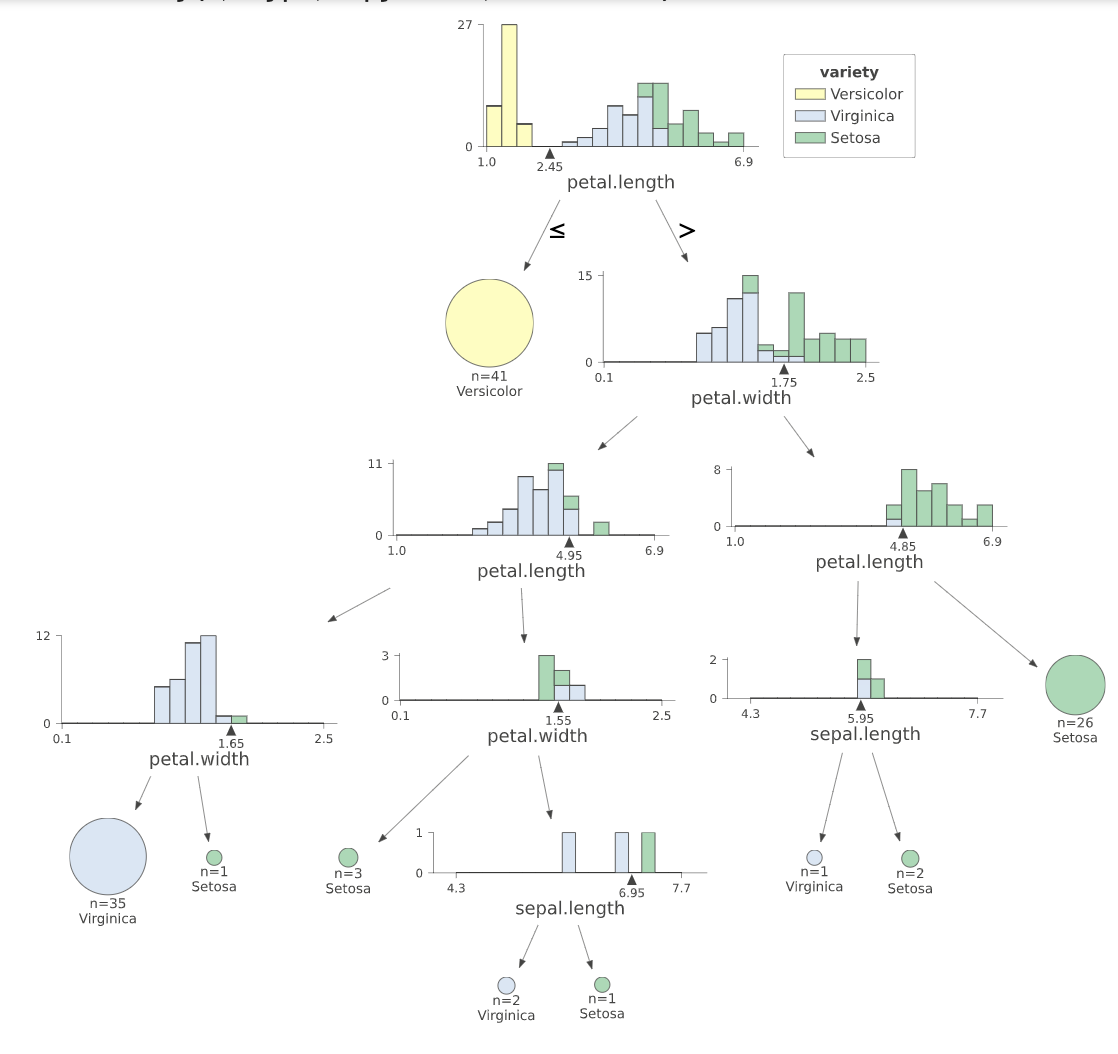 27
variety
Versicolor
Virginica
Setosa
0
1.0
2.45
6.9
petal.length
≤
>
15
0
n=41
Versicolor
0.1
1.75
2.5
petal.width
11
0
1.0
4.95
6.9
petal.length
8
0
1.0
4.85
6.9
petal.length
12
0
0.1
1.65
2.5
petal.width
3
0
0.1
1.55
2.5
petal.width
2
0
4.3
5.95
7.7
sepal.length
n=26
Setosa
n=35
Virginica
n=1
Setosa
n=3
Setosa
1
0
4.3
6.95
7.7
sepal.length
n=1
Virginica
n=2
Setosa
n=2
Virginica
n=1
Setosa